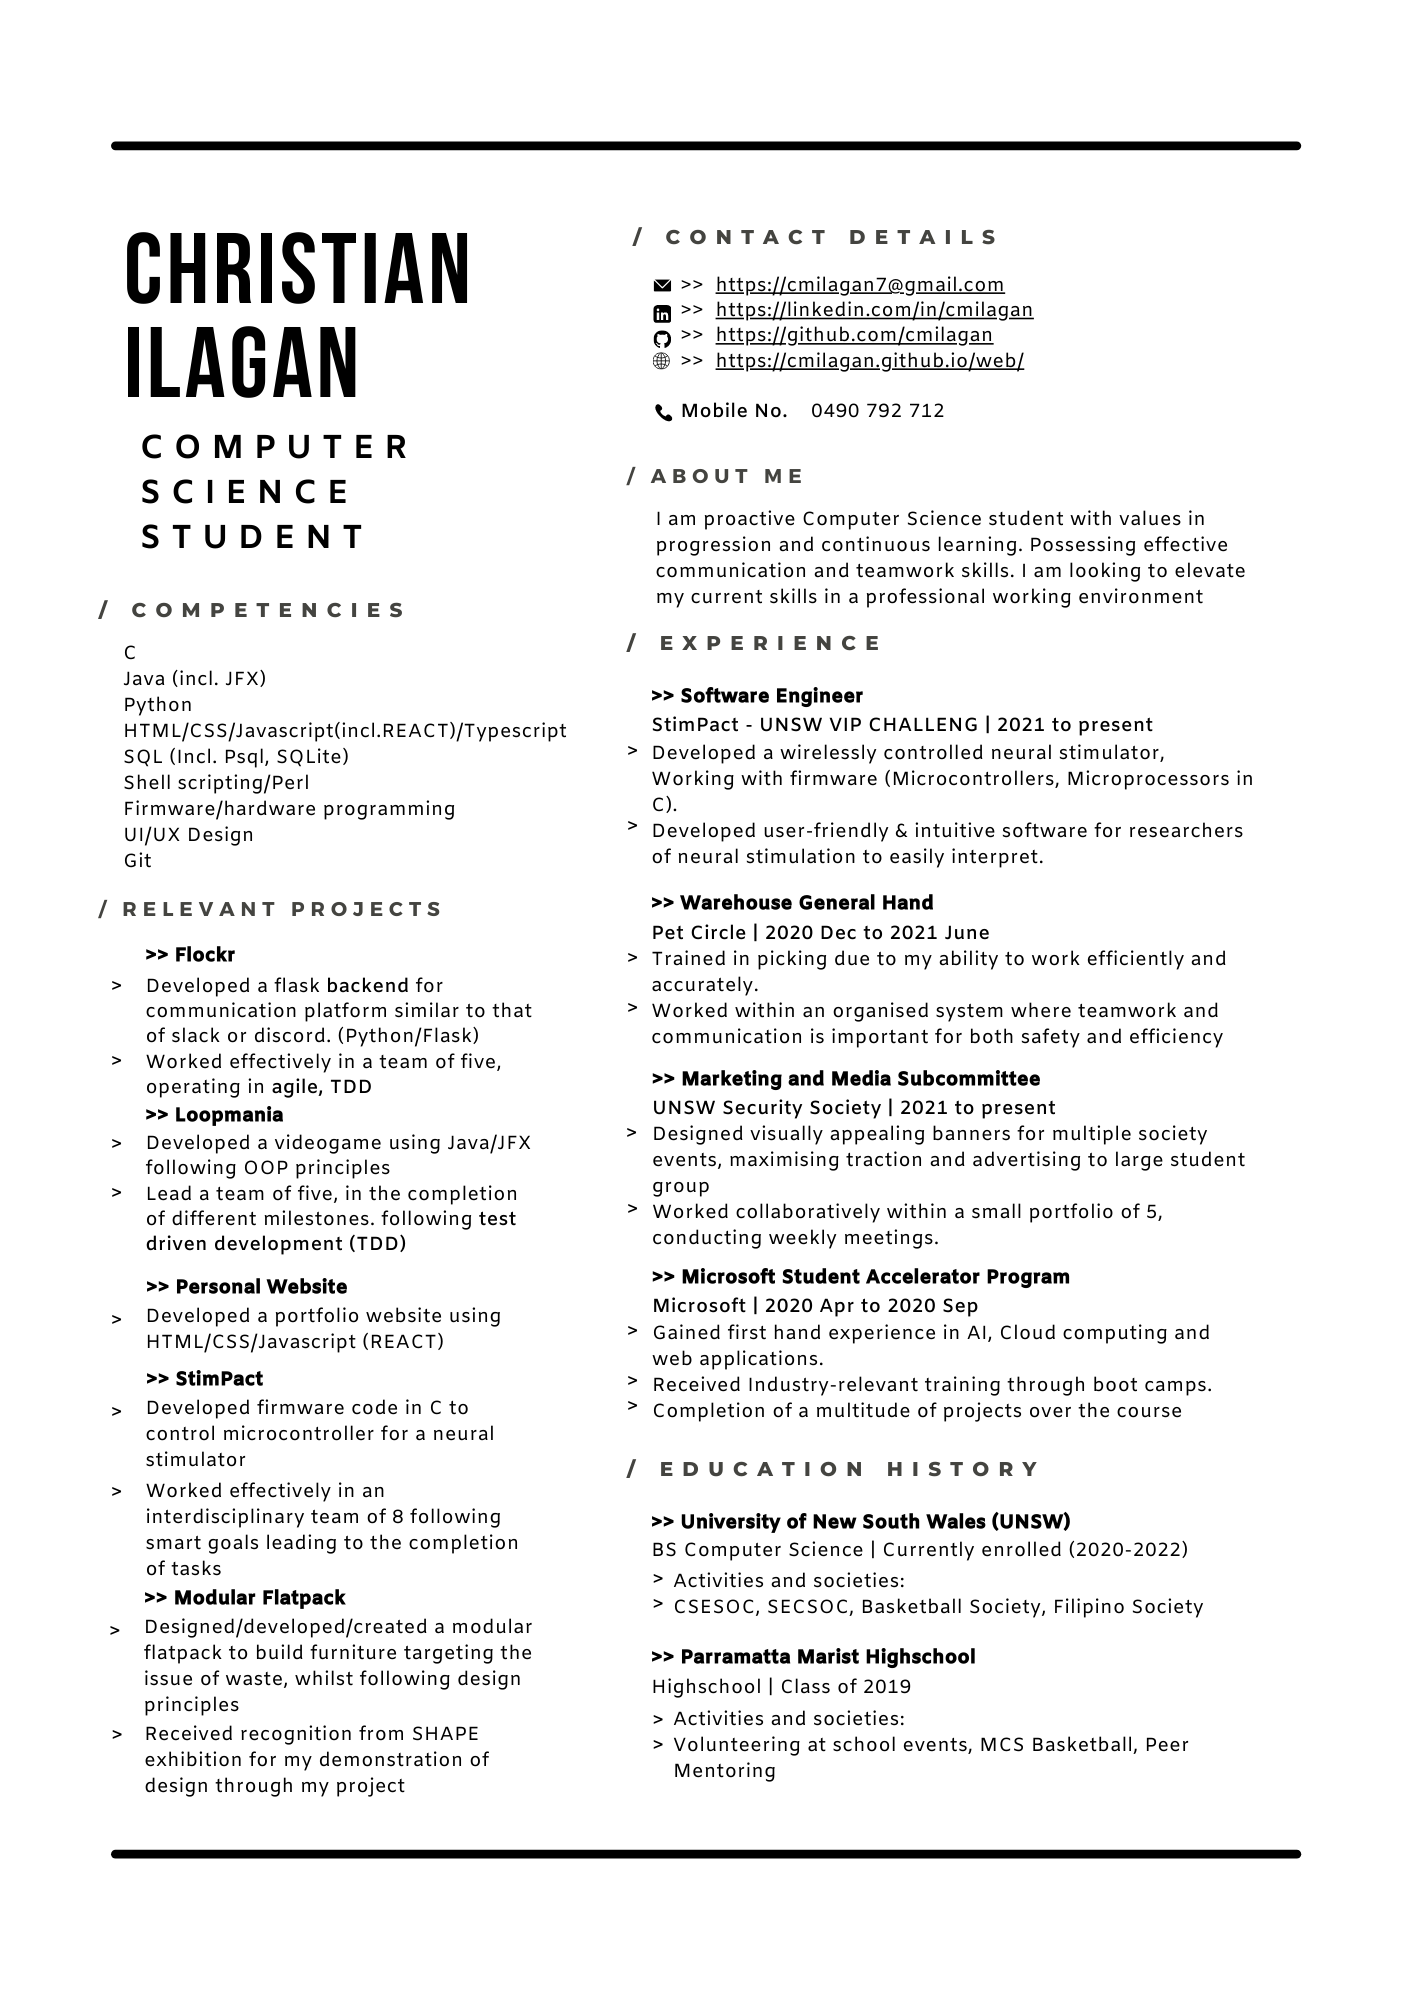 CHRISTIAN
ILAGAN
COMPUTER
SCIENCE
STUDENT
/ COMPETENCIES
C
Java (incl. JFX)
Python
HTML/CSS/Javascript(incl.REACT)/Typescript
SQL (Incl. Psql, SQLite)
Shell scripting/Perl
Firmware/hardware programming
UI/UX Design
Git
/ RELEVANT PROJECTS
>> Flockr
> Developed a flask backend for
communication platform similar to that
of slack or discord. (Python/Flask)
> Worked effectively in a team of five,
operating in agile, TDD
>> Loopmania
> Developed a videogame using Java/JFX
following OOP principles
> Lead a team of five, in the completion
of different milestones. following test
driven development (TDD)
>> Personal Website
> Developed a portfolio website using
HTML/CSS/Javascript (REACT)
>> StimPact
> Developed firmware code in C to
control microcontroller for a neural
stimulator
> Worked effectively in an
interdisciplinary team of 8 following
smart goals leading to the completion
of tasks
>> Modular Flatpack
> Designed/developed/created a modular
flatpack to build furniture targeting the
issue of waste, whilst following design
principles
> Received recognition from SHAPE
exhibition for my demonstration of
design through my project
/ CONTACT DETAILS
>> https://cmilagan7@gmail.com
>> https://linkedin.com/in/cmilagan
>> https://github.com/cmilagan
>> https://cmilagan.github.io/web/
Mobile No. 0490 792 712
/ ABOUT ME
I am proactive Computer Science student with values in
progression and continuous learning. Possessing effective
communication and teamwork skills. I am looking to elevate
my current skills in a professional working environment
/ EXPERIENCE
>> Software Engineer
StimPact - UNSW VIP CHALLENG | 2021 to present
> Developed a wirelessly controlled neural stimulator,
Working with firmware (Microcontrollers, Microprocessors in
C).
> Developed user-friendly & intuitive software for researchers
of neural stimulation to easily interpret.
>> Warehouse General Hand
Pet Circle | 2020 Dec to 2021 June
> Trained in picking due to my ability to work efficiently and
accurately.
> Worked within an organised system where teamwork and
communication is important for both safety and efficiency
>> Marketing and Media Subcommittee
UNSW Security Society | 2021 to present
> Designed visually appealing banners for multiple society
events, maximising traction and advertising to large student
group
> Worked collaboratively within a small portfolio of 5,
conducting weekly meetings.
>> Microsoft Student Accelerator Program
Microsoft | 2020 Apr to 2020 Sep
> Gained first hand experience in AI, Cloud computing and
web applications.
> Received Industry-relevant training through boot camps.
> Completion of a multitude of projects over the course
/ EDUCATION HISTORY
>> University of New South Wales (UNSW)
BS Computer Science | Currently enrolled (2020-2022)
> Activities and societies:
> CSESOC, SECSOC, Basketball Society, Filipino Society
>> Parramatta Marist Highschool
Highschool | Class of 2019
> Activities and societies:
> Volunteering at school events, MCS Basketball, Peer
Mentoring